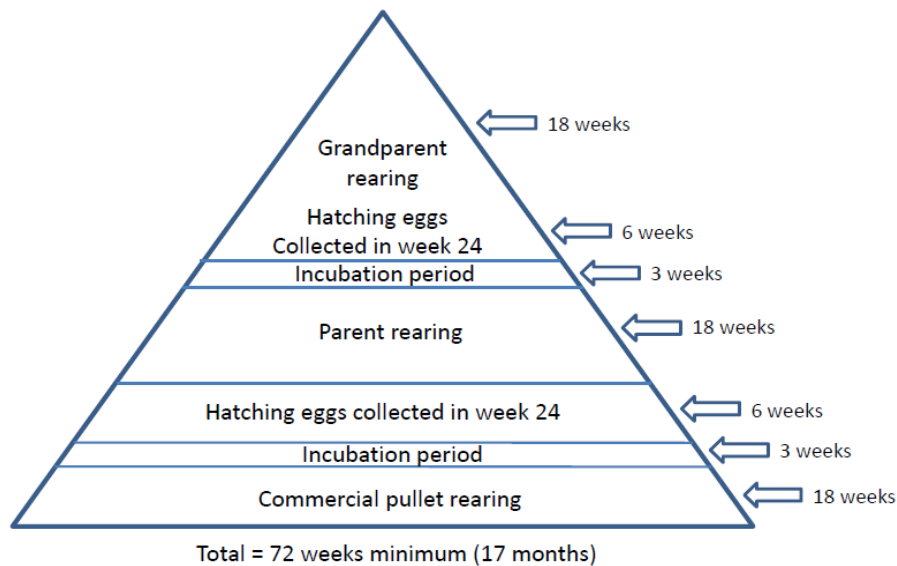 18 weeks
Grandparent
rearing
Hatching eggs
Collected in week 24
6 weeks
Incubation period
3 weeks
Parent rearing
18 weeks
Hatching eggs collected in week 24
6 weeks
Incubation period
3 weeks
Commercial pullet rearing
18 weeks
Total = 72 weeks minimum (17 months)